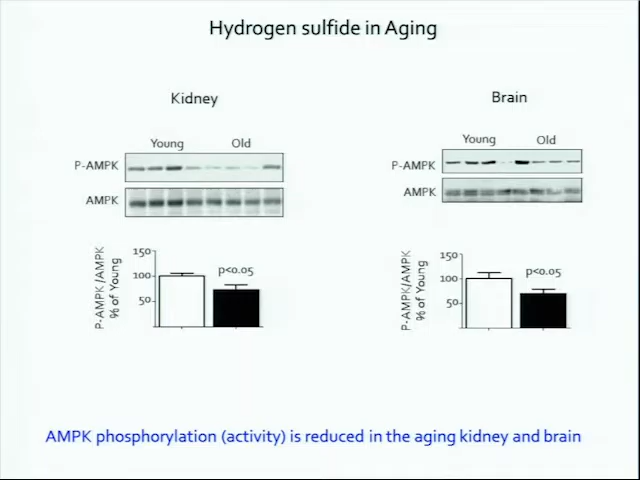 Hydrogen sulfide in Aging
Kidney
Young Old
P-AMPK
AMPK
P-AMPK/AMPK
% of Young
150
100
50
p<0.05
Brain
Young Old
P-AMPK
AMPK
P-AMPK/AMPK
% of Young
150
100
50
p<0.05
AMPK phosphorylation (activity) is reduced in the aging kidney and brain